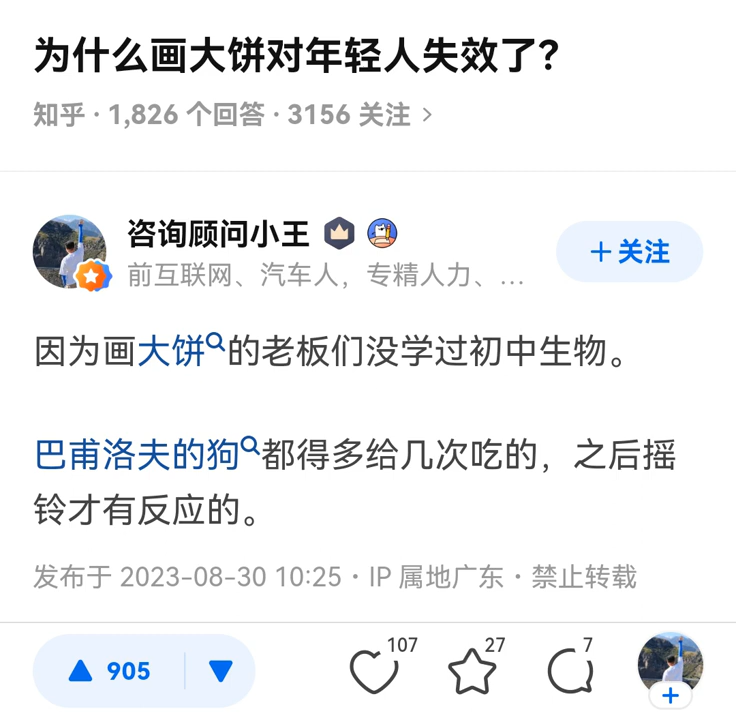 为什么画大饼对年轻人失效了？
知乎 · 1,826 个回答 · 3156 关注 >
咨询顾问小王
前互联网、汽车人，专精人力、...
+ 关注
因为画大饼的老板们没学过初中生物。
巴甫洛夫的狗都得多给几次吃的，之后摇
铃才有反应的。
发布于 2023-08-30 10:25 · IP 属地广东 · 禁止转载
905
107
27
7